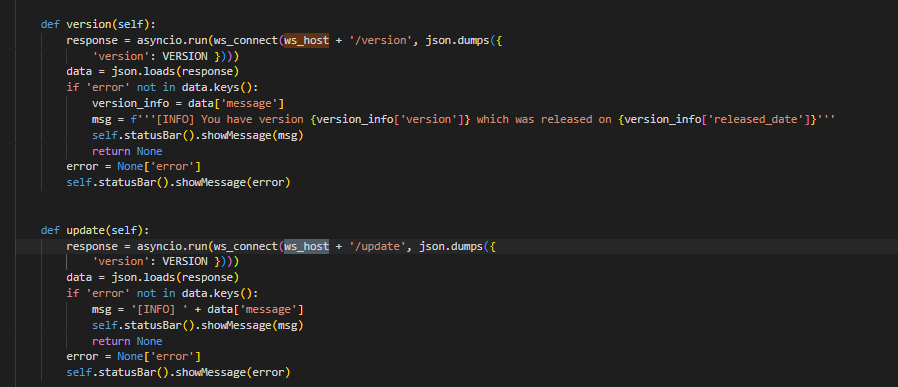 def version(self):
    response = asyncio.run(ws_connect(ws_host + '/version', json.dumps({
        'version': VERSION })))
    data = json.loads(response)
    if 'error' not in data.keys():
        version_info = data['message']
        msg = f'''[INFO] You have version {version_info['version']} which was released on {version_info['released_date']}'''
        self.statusBar().showMessage(msg)
        return None
    error = None['error']
    self.statusBar().showMessage(error)
def update(self):
    response = asyncio.run(ws_connect(ws_host + '/update', json.dumps({
        'version': VERSION })))
    data = json.loads(response)
    if 'error' not in data.keys():
        msg = '[INFO] ' + data['message']
        self.statusBar().showMessage(msg)
        return None
    error = None['error']
    self.statusBar().showMessage(error)